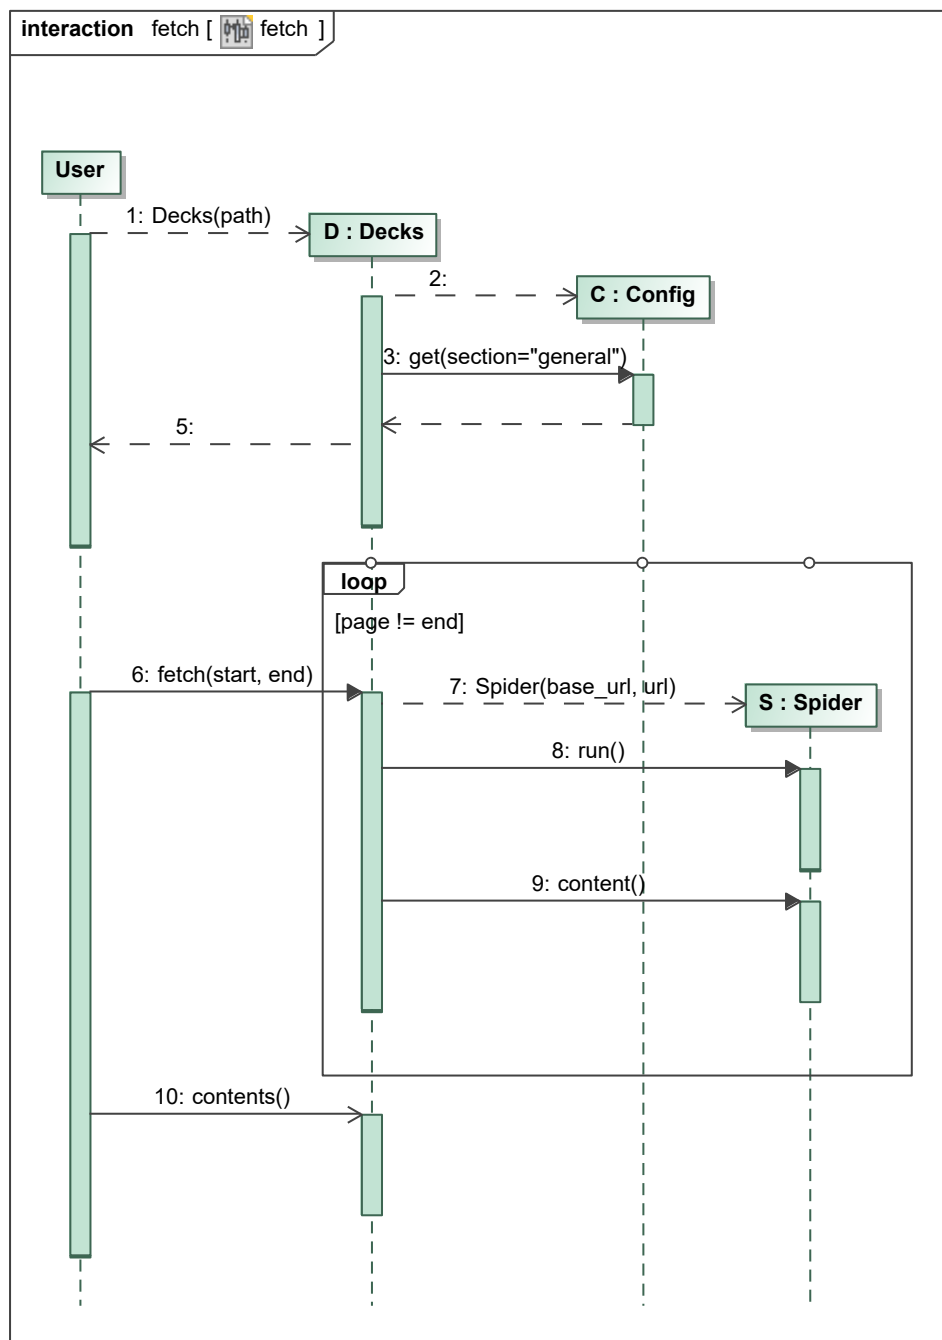 interaction fetch [ fetch ]
User
1: Decks(path)
D : Decks
2:
C : Config
3: get(section="general")
5:
loop
[page != end]
6: fetch(start, end)
7: Spider(base_url, url)
S : Spider
8: run()
9: content()
10: contents()